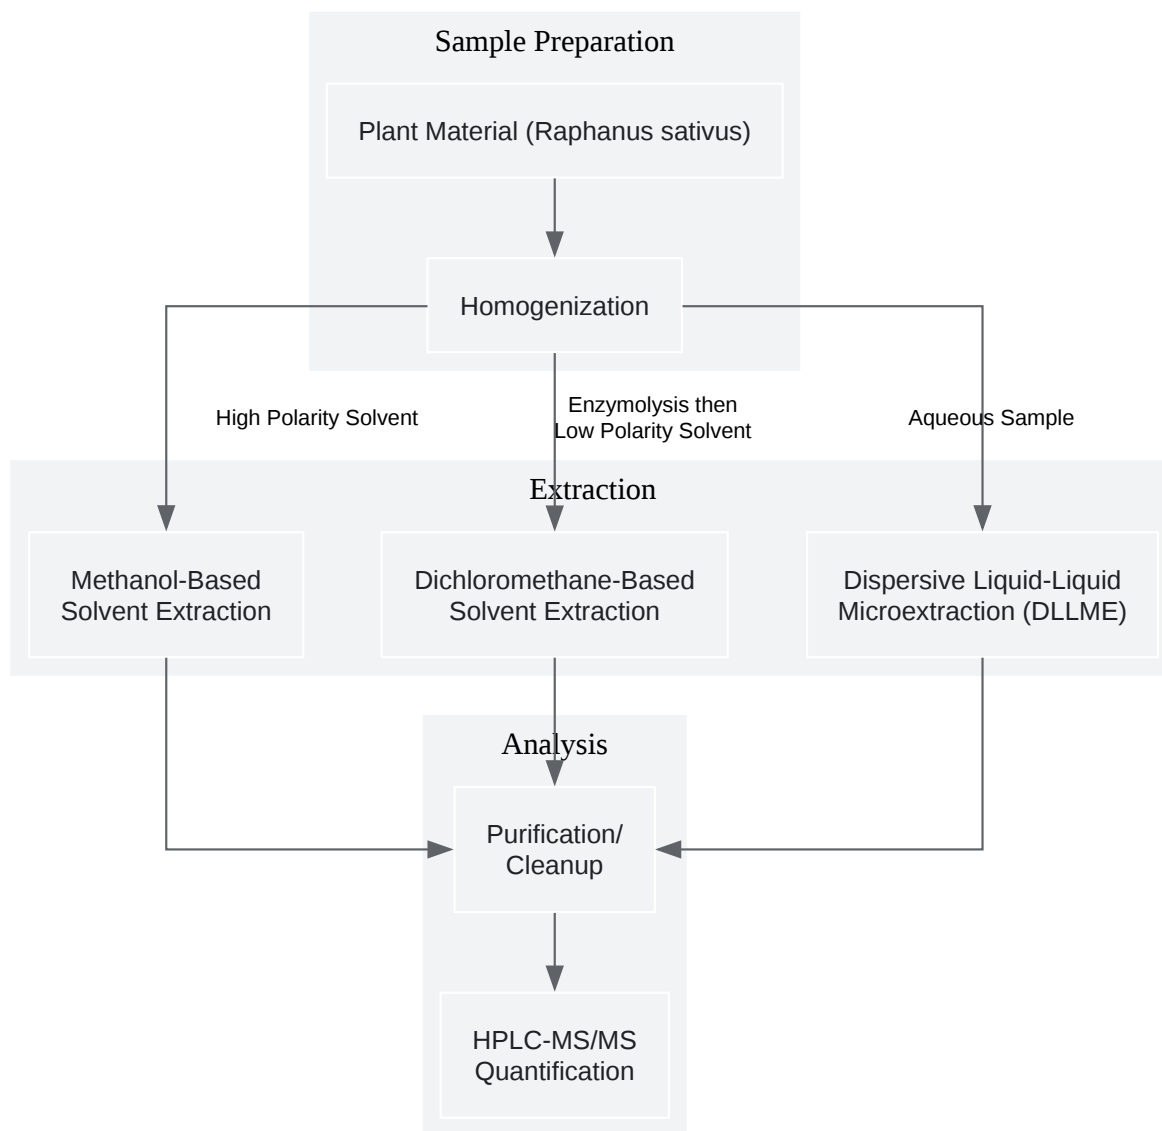 Sample Preparation
Plant Material (Raphanus sativus)
Homogenization
High Polarity Solvent
Enzymolysis then
Low Polarity Solvent
Aqueous Sample
Extraction
Methanol-Based
Solvent Extraction
Dichloromethane-Based
Solvent Extraction
Dispersive Liquid-Liquid
Microextraction (DLLME)
Analysis
Purification/
Cleanup
HPLC-MS/MS
Quantification